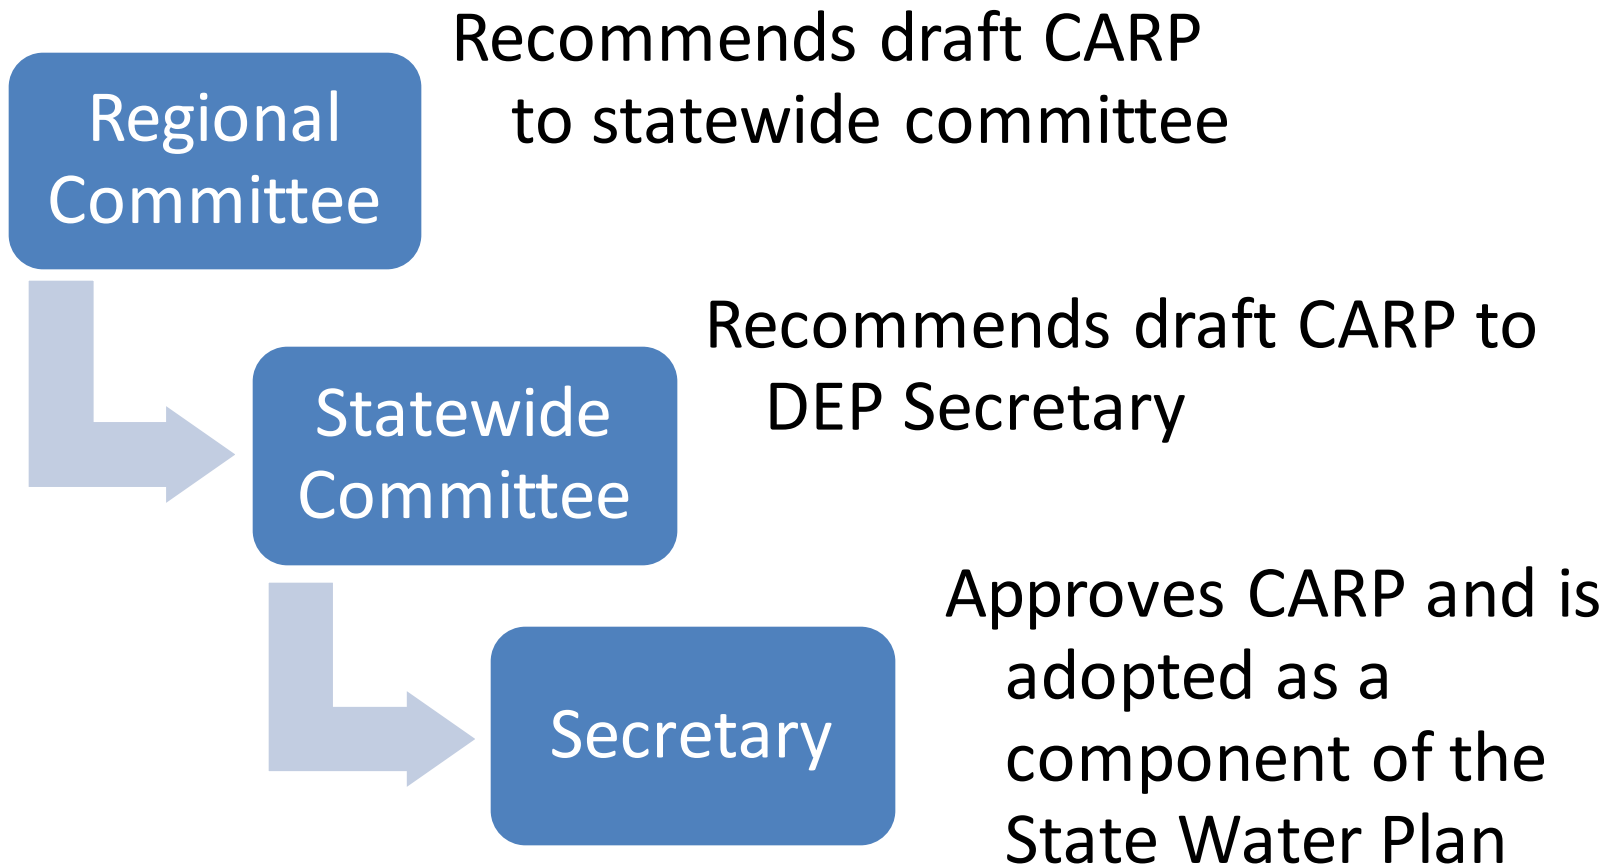 Regional
Committee
Recommends draft CARP
to statewide committee
Statewide
Committee
Recommends draft CARP to
DEP Secretary
Secretary
Approves CARP and is
adopted as a
component of the
State Water Plan